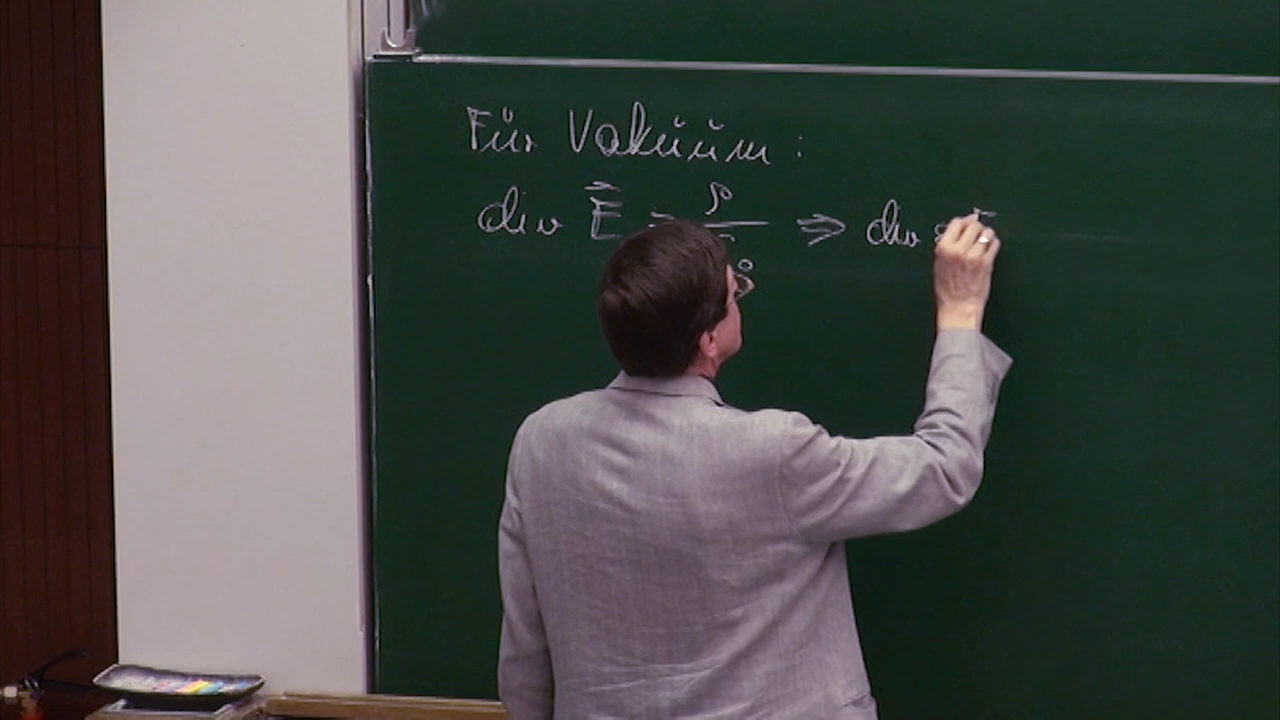 Für Vakuum:
div E⃗ = ρ / ε₀ ⇒ div ε